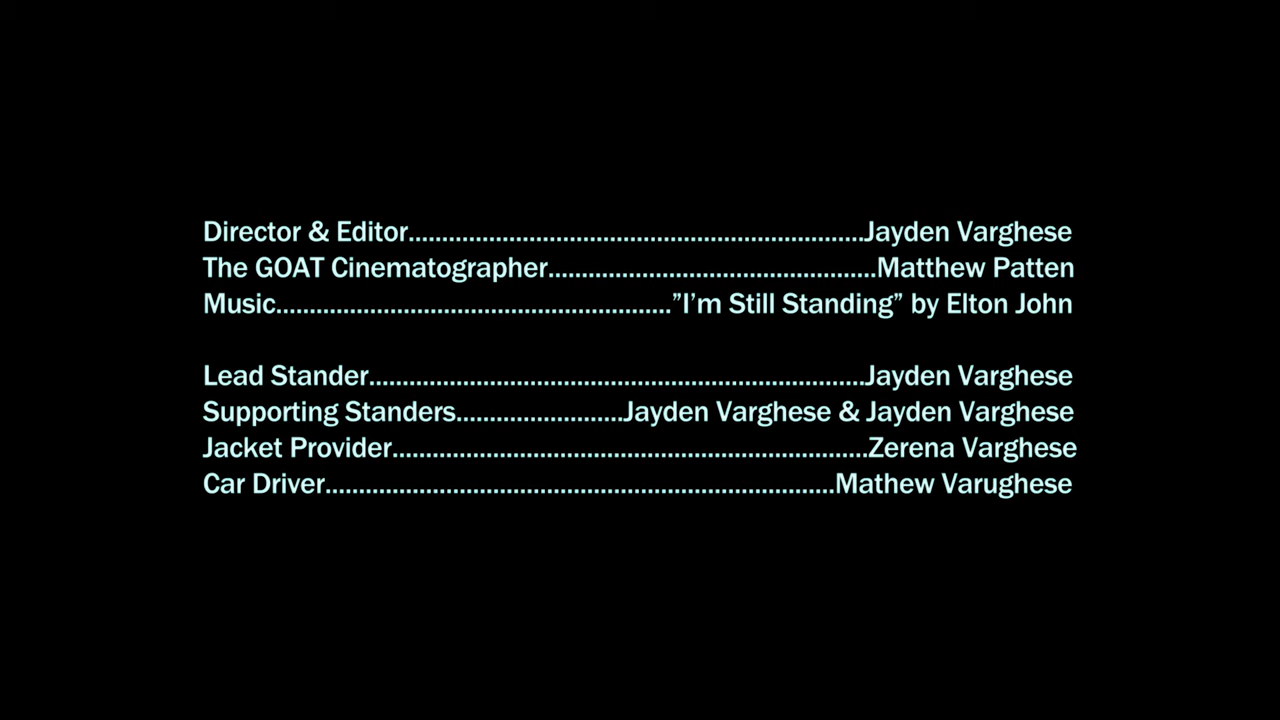 Director & Editor....................................................................Jayden Varghese
The GOAT Cinematographer.................................................Matthew Patten
Music...........................................................”I’m Still Standing” by Elton John
Lead Stander..........................................................................Jayden Varghese
Supporting Standers.........................Jayden Varghese & Jayden Varghese
Jacket Provider.......................................................................Zerena Varghese
Car Driver............................................................................Mathew Varughese